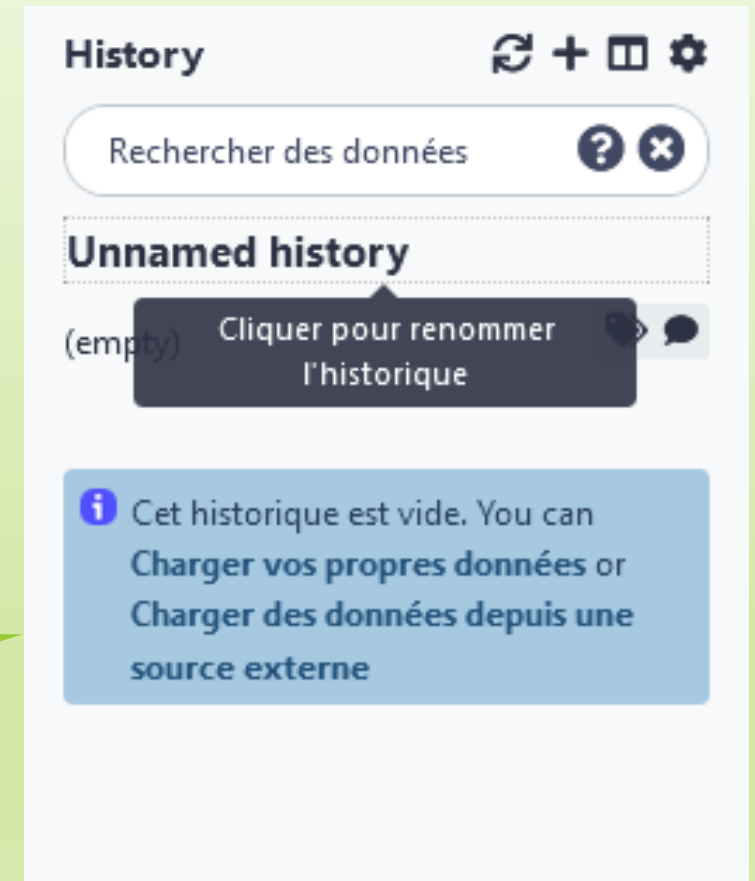 History
Rechercher des données
Unnamed history
(empty)
Cliquer pour renommer
l'historique
Cet historique est vide. You can
Charger vos propres données or
Charger des données depuis une
source externe